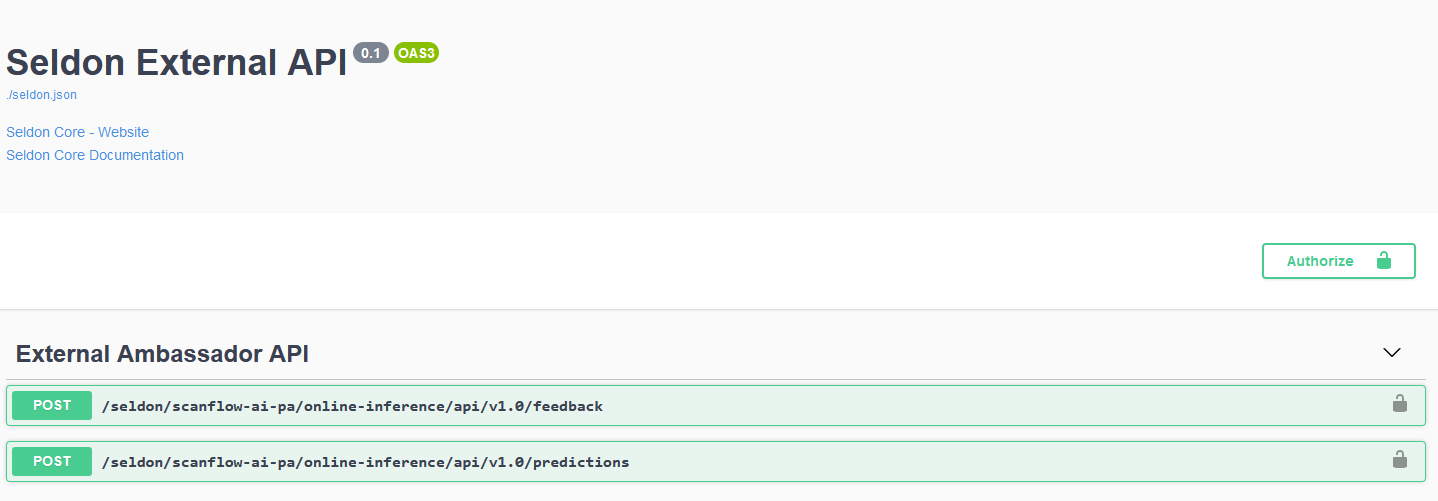 Seldon External API 0.1 OAS3
./seldon.json
Seldon Core - Website
Seldon Core Documentation
Authorize
External Ambassador API
POST /seldon/scanflow-ai-pa/online-inference/api/v1.0/feedback
POST /seldon/scanflow-ai-pa/online-inference/api/v1.0/predictions